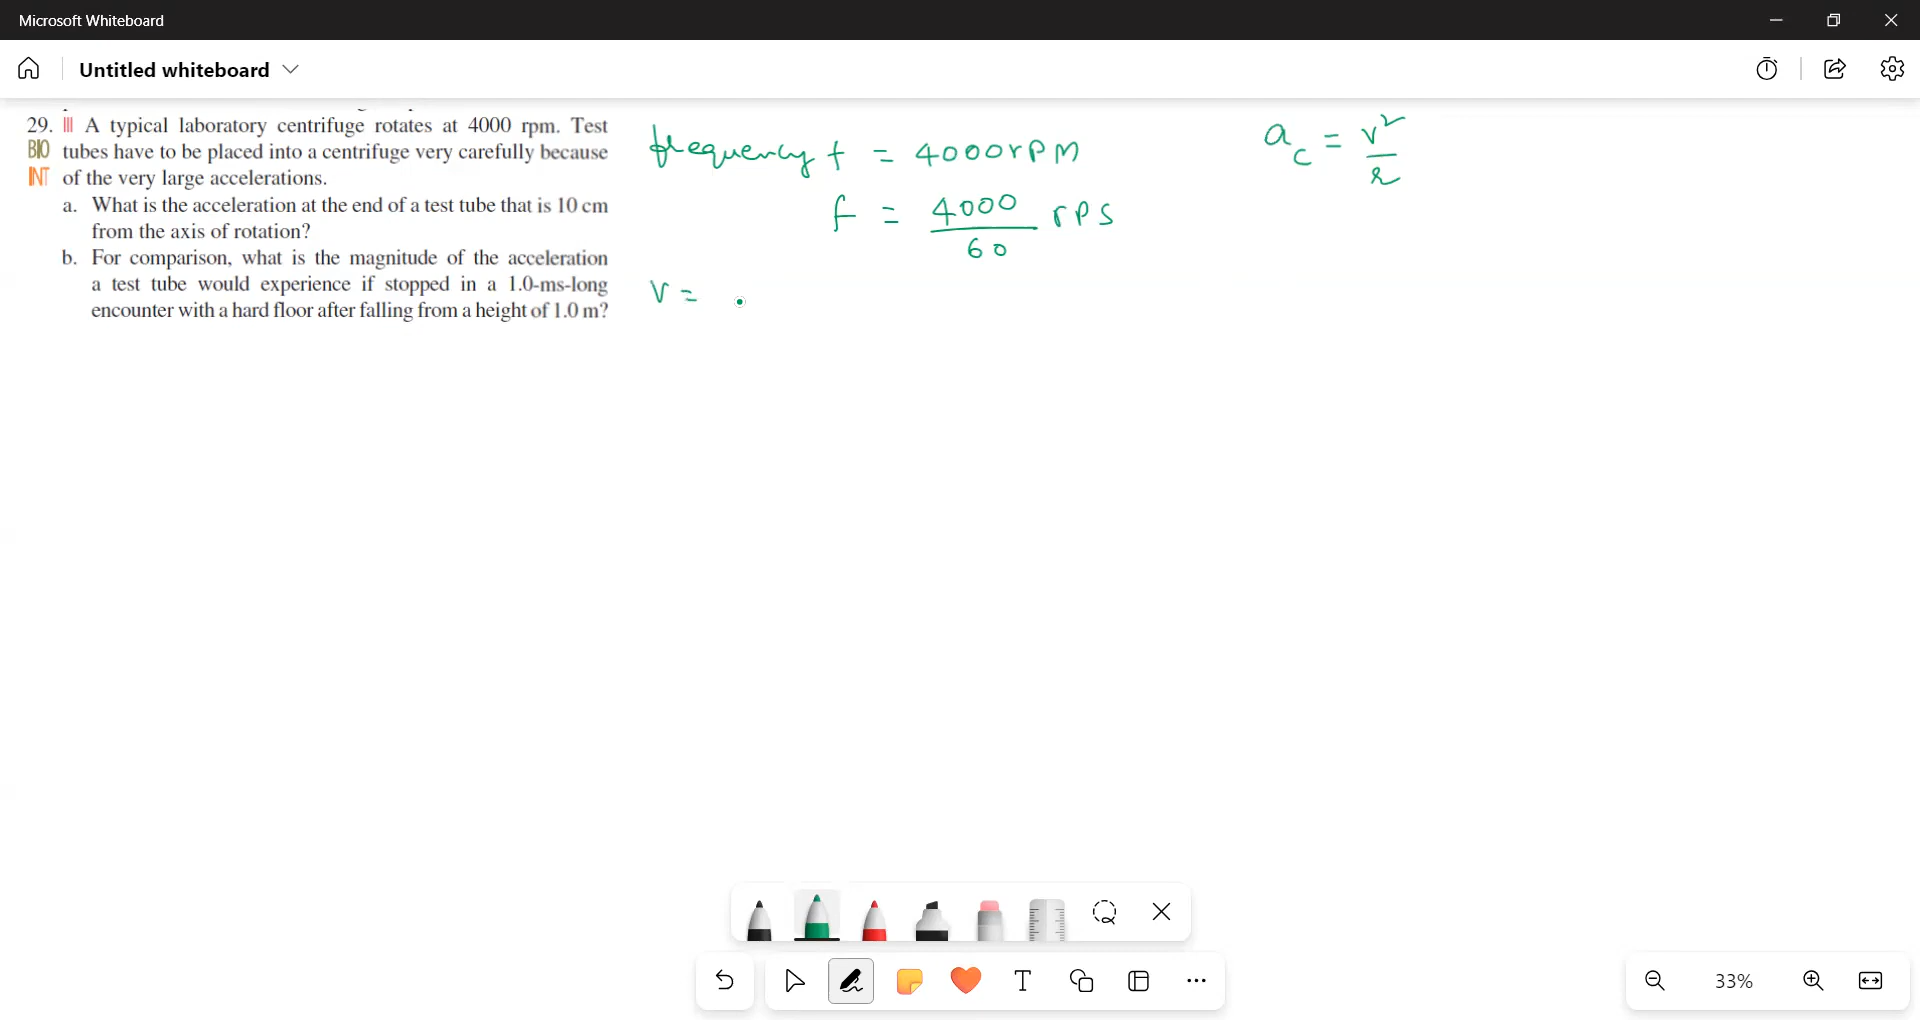 Microsoft Whiteboard
Untitled whiteboard
29. III A typical laboratory centrifuge rotates at 4000 rpm. Test
BIO tubes have to be placed into a centrifuge very carefully because
INT of the very large accelerations.
a. What is the acceleration at the end of a test tube that is 10 cm
from the axis of rotation?
b. For comparison, what is the magnitude of the acceleration
a test tube would experience if stopped in a 1.0-ms-long
encounter with a hard floor after falling from a height of 1.0 m?
frequency f = 4000 rpm
f = 4000/60 rps
v =
a_c = v²/r
33%